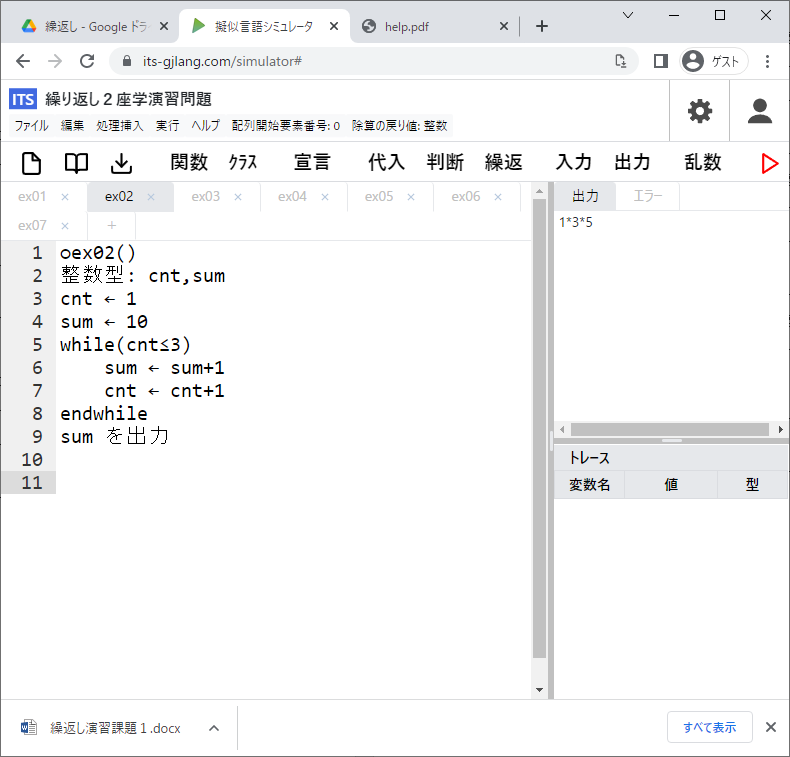 繰返し - Google ドラ
擬似言語シミュレータ
help.pdf
its-gjlang.com/simulator#
ゲスト
ITS 繰り返し２座学演習問題
ファイル 編集 処理挿入 実行 ヘルプ 配列開始要素番号: 0 除算の戻り値: 整数
関数 クラス 宣言 代入 判断 繰返 入力 出力 乱数
ex01 × ex02 × ex03 × ex04 × ex05 × ex06 ×
ex07 × +
1 ○ex02()
2 整数型: cnt,sum
3 cnt ← 1
4 sum ← 10
5 while(cnt≤3)
6 sum ← sum+1
7 cnt ← cnt+1
8 endwhile
9 sum を出力
10
11
出力 エラー
1*3*5
トレース
変数名 値 型
繰返し演習課題１.docx
すべて表示